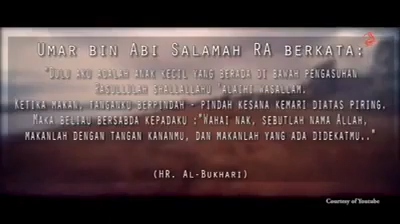 Umar bin Abi Salamah RA berkata:
"Dulu aku adalah anak kecil yang berada di bawah pengasuhan
Rasulullah shallallahu 'alaihi wasallam.
Ketika makan, tanganku berpindah - pindah kesana kemari diatas piring.
Maka beliau bersabda kepadaku :"Wahai nak, sebutlah nama Allah,
makanlah dengan tangan kananmu, dan makanlah yang ada didekatmu.."
(HR. Al-Bukhari)
Courtesy of Youtube